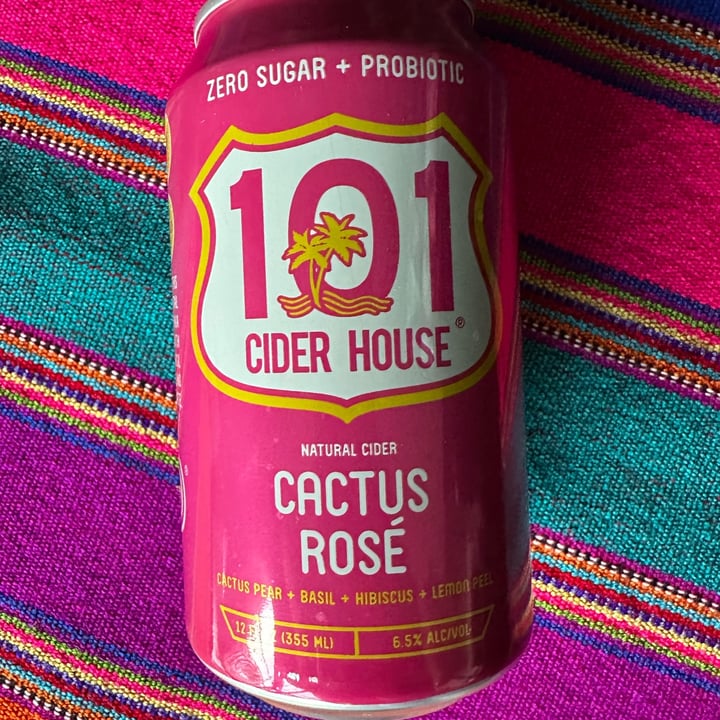 ZERO SUGAR + PROBIOTIC
101
CIDER HOUSE®
NATURAL CIDER
CACTUS
ROSÉ
CACTUS PEAR + BASIL + HIBISCUS + LEMON PEEL
12 (355 ML) 6.5% ALC/VOL